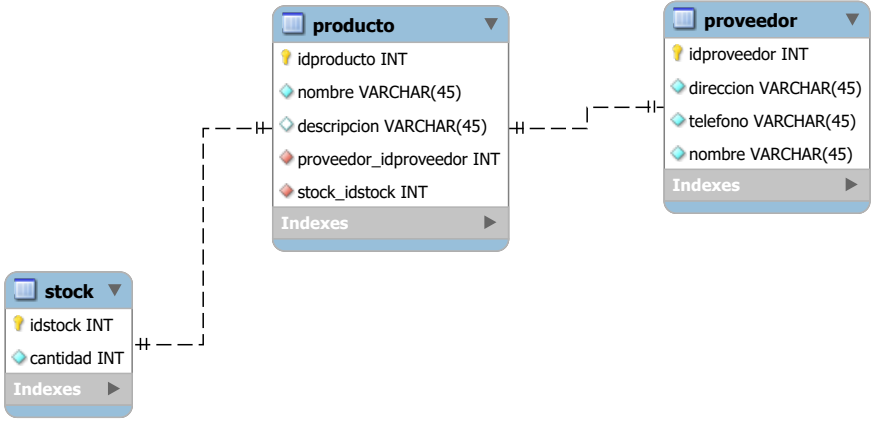 producto
idproducto INT
nombre VARCHAR(45)
descripcion VARCHAR(45)
proveedor_idproveedor INT
stock_idstock INT
Indexes
proveedor
idproveedor INT
direccion VARCHAR(45)
telefono VARCHAR(45)
nombre VARCHAR(45)
Indexes
stock
idstock INT
cantidad INT
Indexes